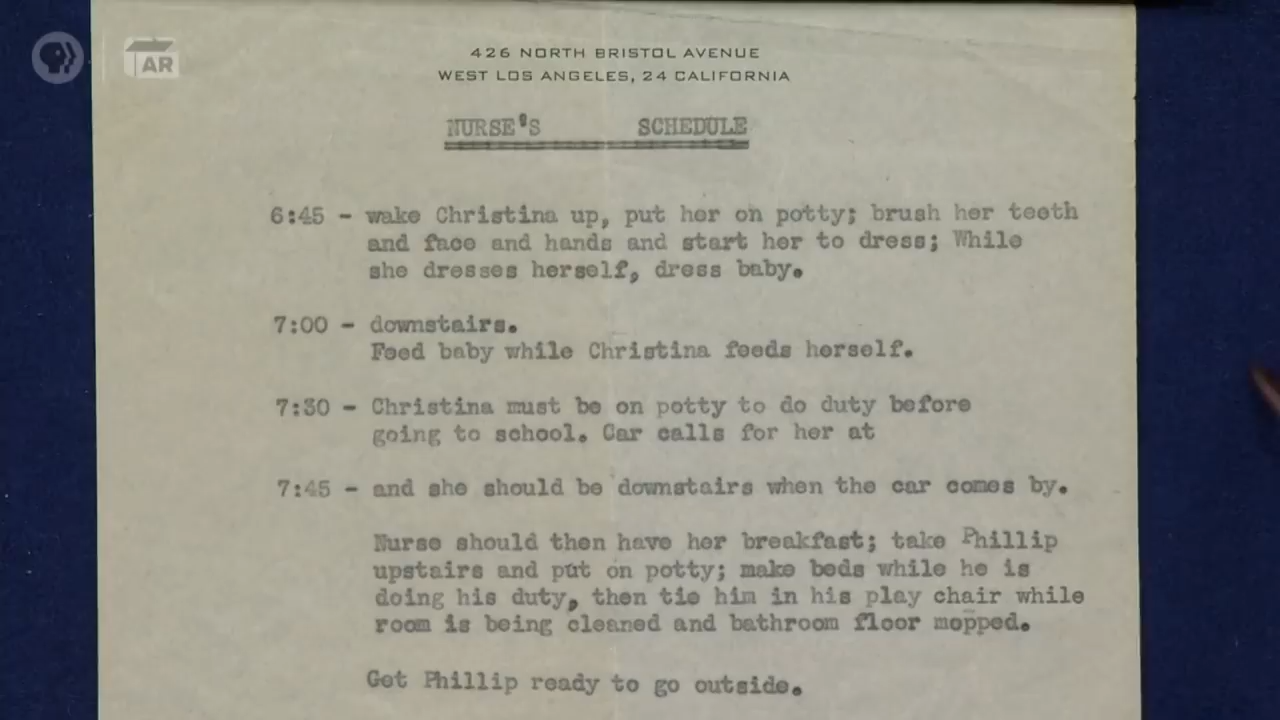 AR
426 NORTH BRISTOL AVENUE
WEST LOS ANGELES, 24 CALIFORNIA
NURSE'S SCHEDULE
6:45 - wake Christina up, put her on potty; brush her teeth
and face and hands and start her to dress; While
she dresses herself, dress baby.
7:00 - downstairs.
Feed baby while Christina feeds herself.
7:30 - Christina must be on potty to do duty before
going to school. Car calls for her at
7:45 - and she should be downstairs when the car comes by.
Nurse should then have her breakfast; take Phillip
upstairs and put on potty; make beds while he is
doing his duty, then tie him in his play chair while
room is being cleaned and bathroom floor mopped.
Get Phillip ready to go outside.